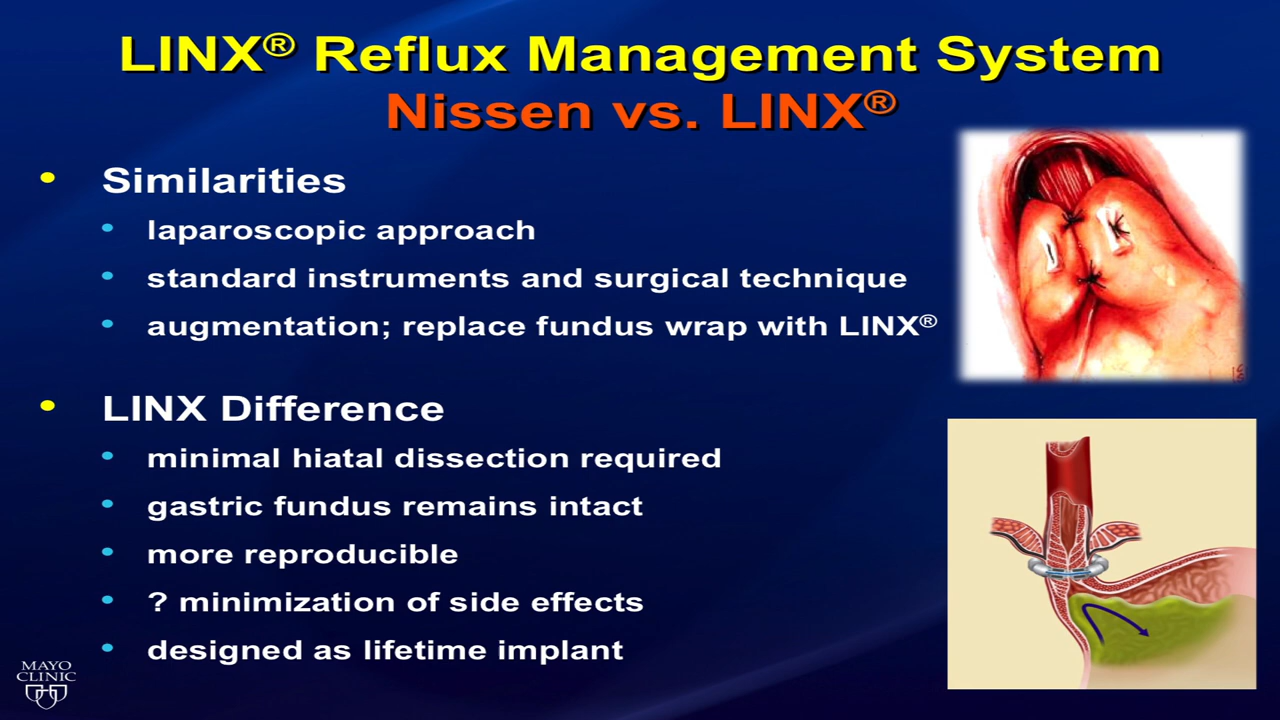 LINX® Reflux Management System
Nissen vs. LINX®
• Similarities
• laparoscopic approach
• standard instruments and surgical technique
• augmentation; replace fundus wrap with LINX®
• LINX Difference
• minimal hiatal dissection required
• gastric fundus remains intact
• more reproducible
• ? minimization of side effects
• designed as lifetime implant
MAYO
CLINIC